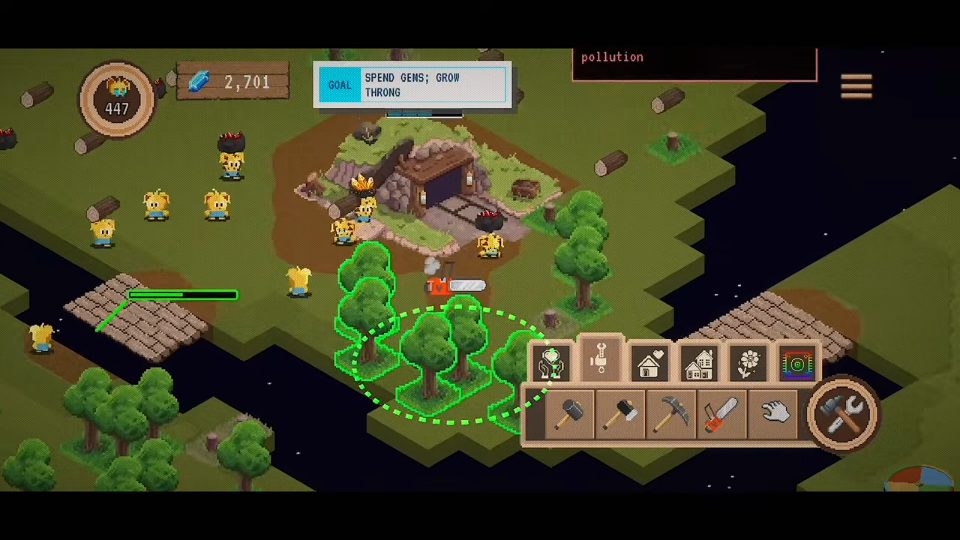 pollution
447
2,701
GOAL
SPEND GEMS; GROW
THRONG